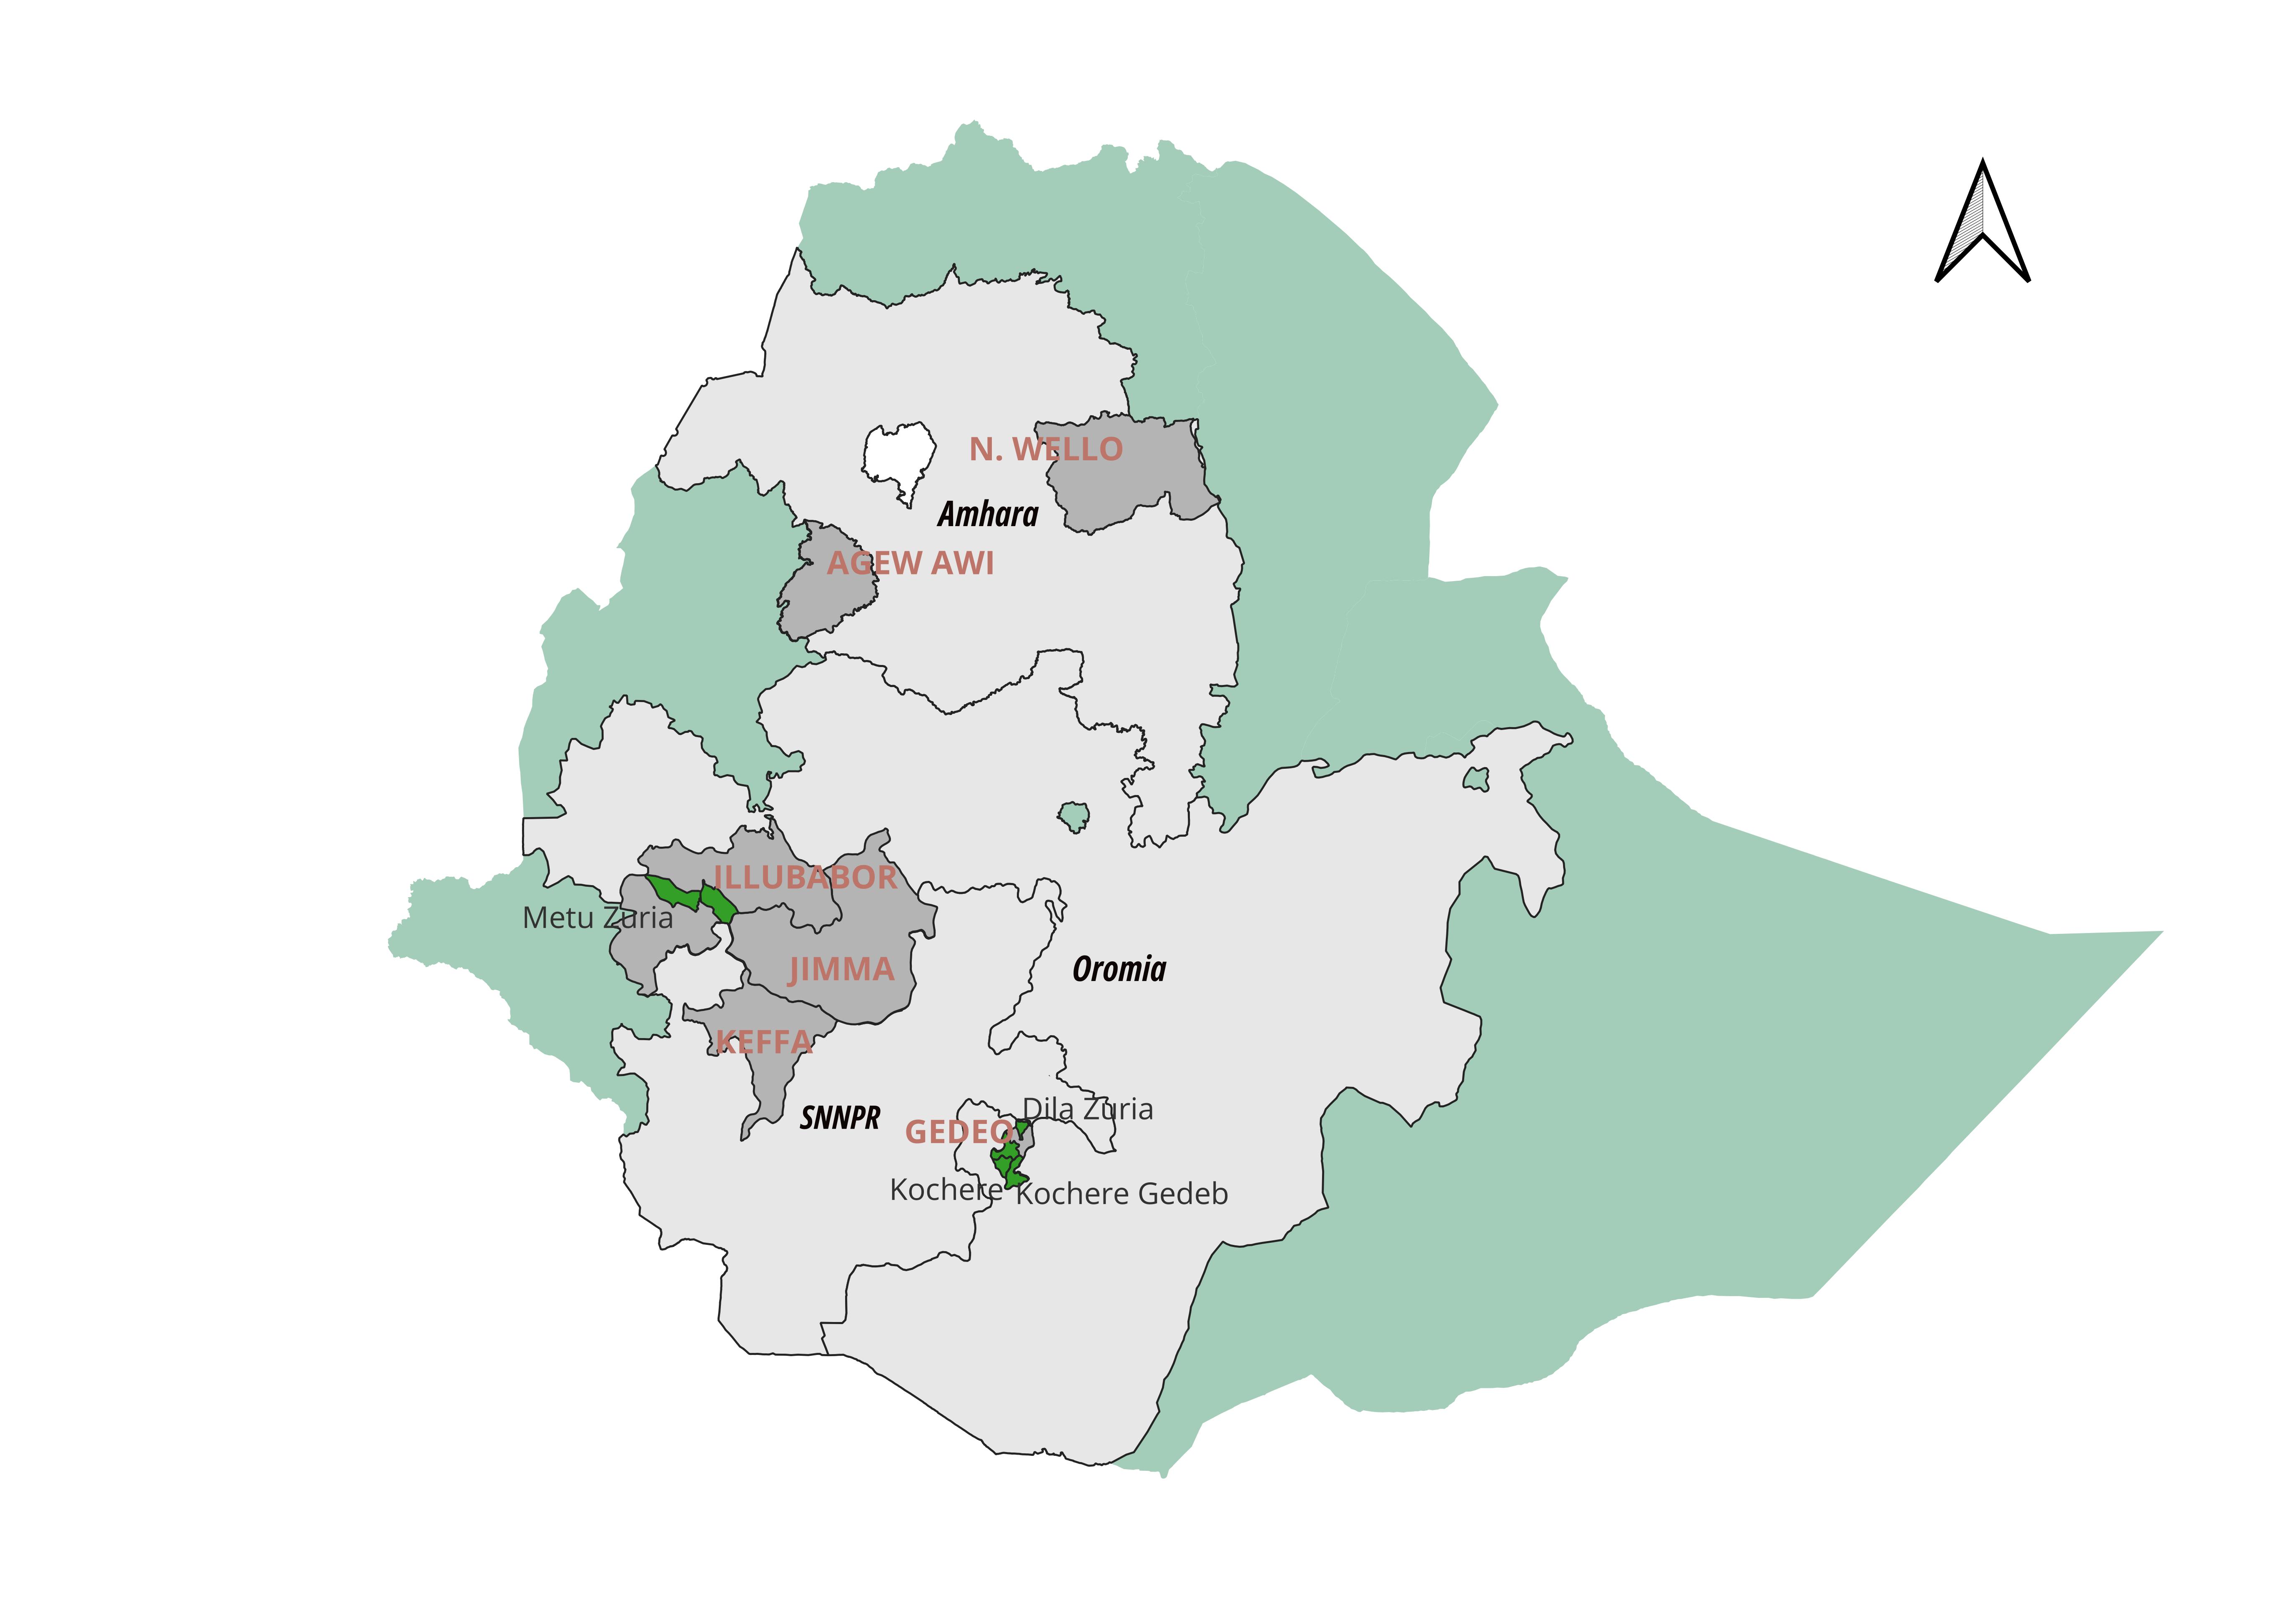 N. WELLO
Amhara
AGEW AWI
ILLUBABOR
Metu Zuria
JIMMA
Oromia
KEFFA
Dila Zuria
SNNPR
GEDEO
Kochere
Kochere Gedeb